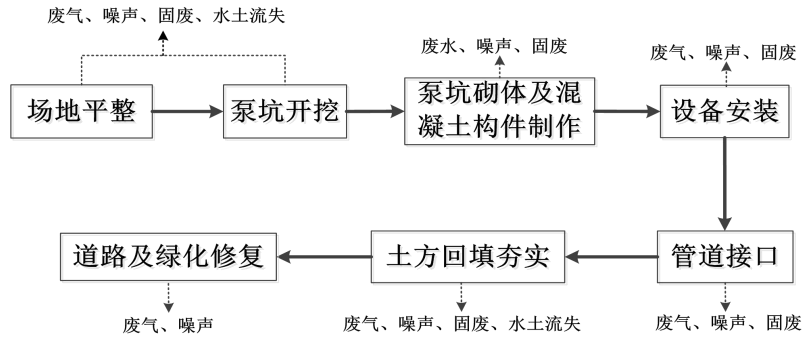 废气、噪声、固废、水土流失
废水、噪声、固废
废气、噪声、固废
场地平整
泵坑开挖
泵坑砌体及混
凝土构件制作
设备安装
道路及绿化修复
土方回填夯实
管道接口
废气、噪声
废气、噪声、固废、水土流失
废气、噪声、固废